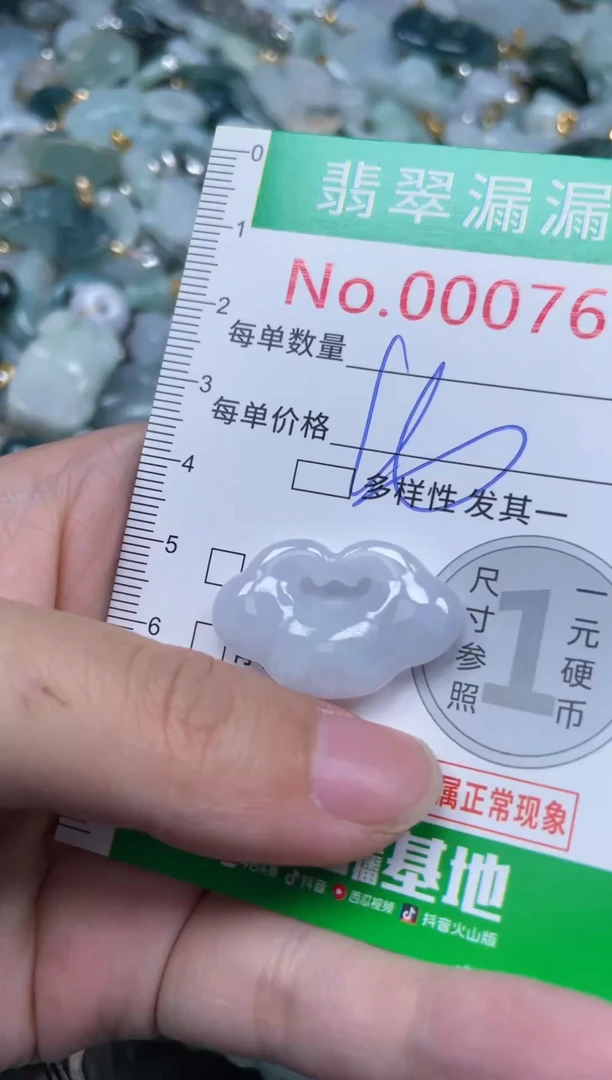 0
翡翠漏漏
1
No.00076
2
每单数量
3
每单价格
4
多样性 发其一
5
尺寸参照
1
一元硬币
6
属正常现象
播基地
抖音
西瓜视频
抖音火山版